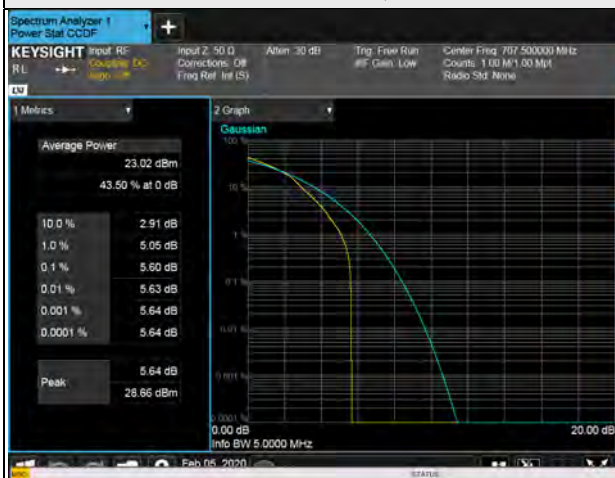 Spectrum Analyzer 1
Power Stat CCDF
+
KEYSIGHT Input: RF Input Z: 50 Ω Atten: 30 dB Trig: Free Run Center Freq: 707.500000 MHz
RL Coupling: DC Corrections: Off #IF Gain: Low Counts: 1.00 M/1.00 Mpt
Align: Off Freq Ref: Int (S) Radio Std: None
LW
1 Metrics
2 Graph
Gaussian
Average Power
23.02 dBm
43.50 % at 0 dB
10.0 % 2.91 dB
1.0 % 5.05 dB
0.1 % 5.60 dB
0.01 % 5.63 dB
0.001 % 5.64 dB
0.0001 % 5.64 dB
Peak 5.64 dB
28.66 dBm
100 %
10 %
1 %
0.1 %
0.01 %
0.001 %
0.0001 %
0.00 dB 20.00 dB
Info BW 5.0000 MHz
Feb 05, 2020
MSG STATUS